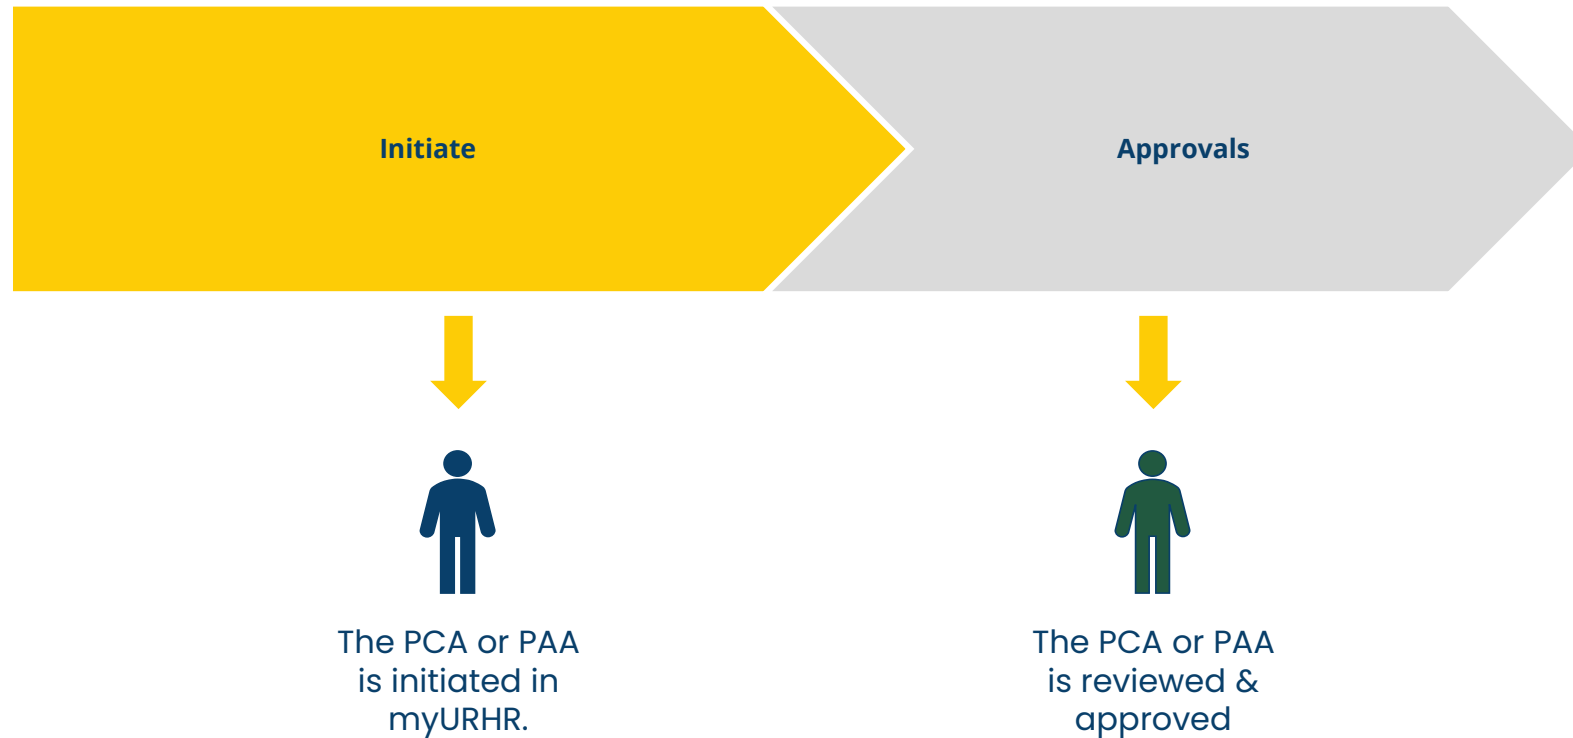 Initiate
Approvals
The PCA or PAA
is initiated in
myURHR.
The PCA or PAA
is reviewed &
approved